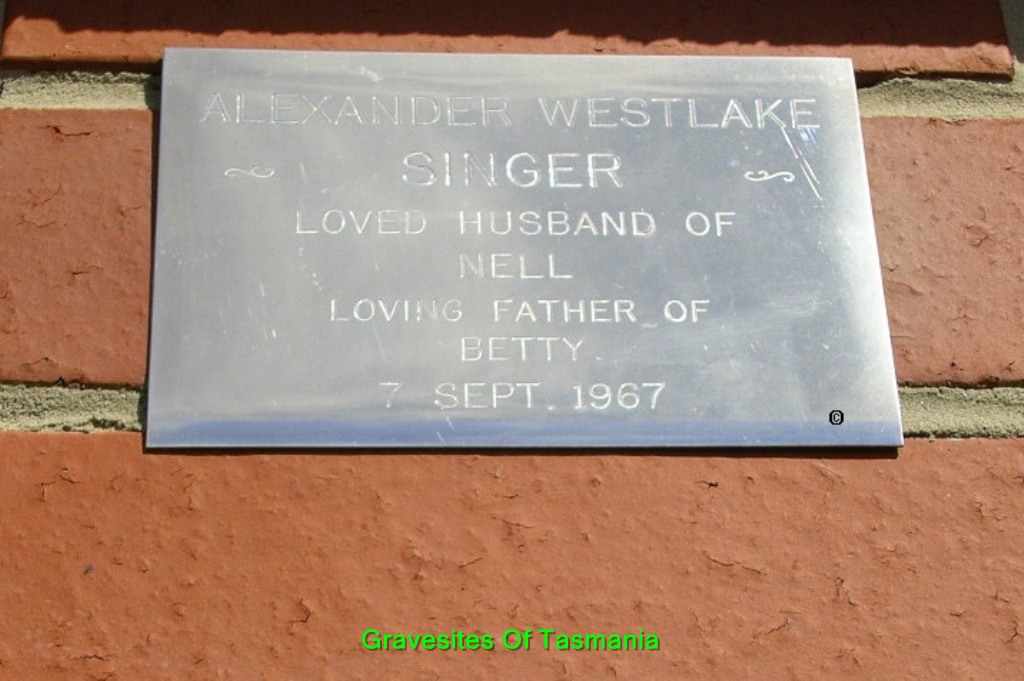 ALEXANDER WESTLAKE
SINGER
LOVED HUSBAND OF
NELL
LOVING FATHER OF
BETTY
7 SEPT. 1967
©
Gravesites Of Tasmania